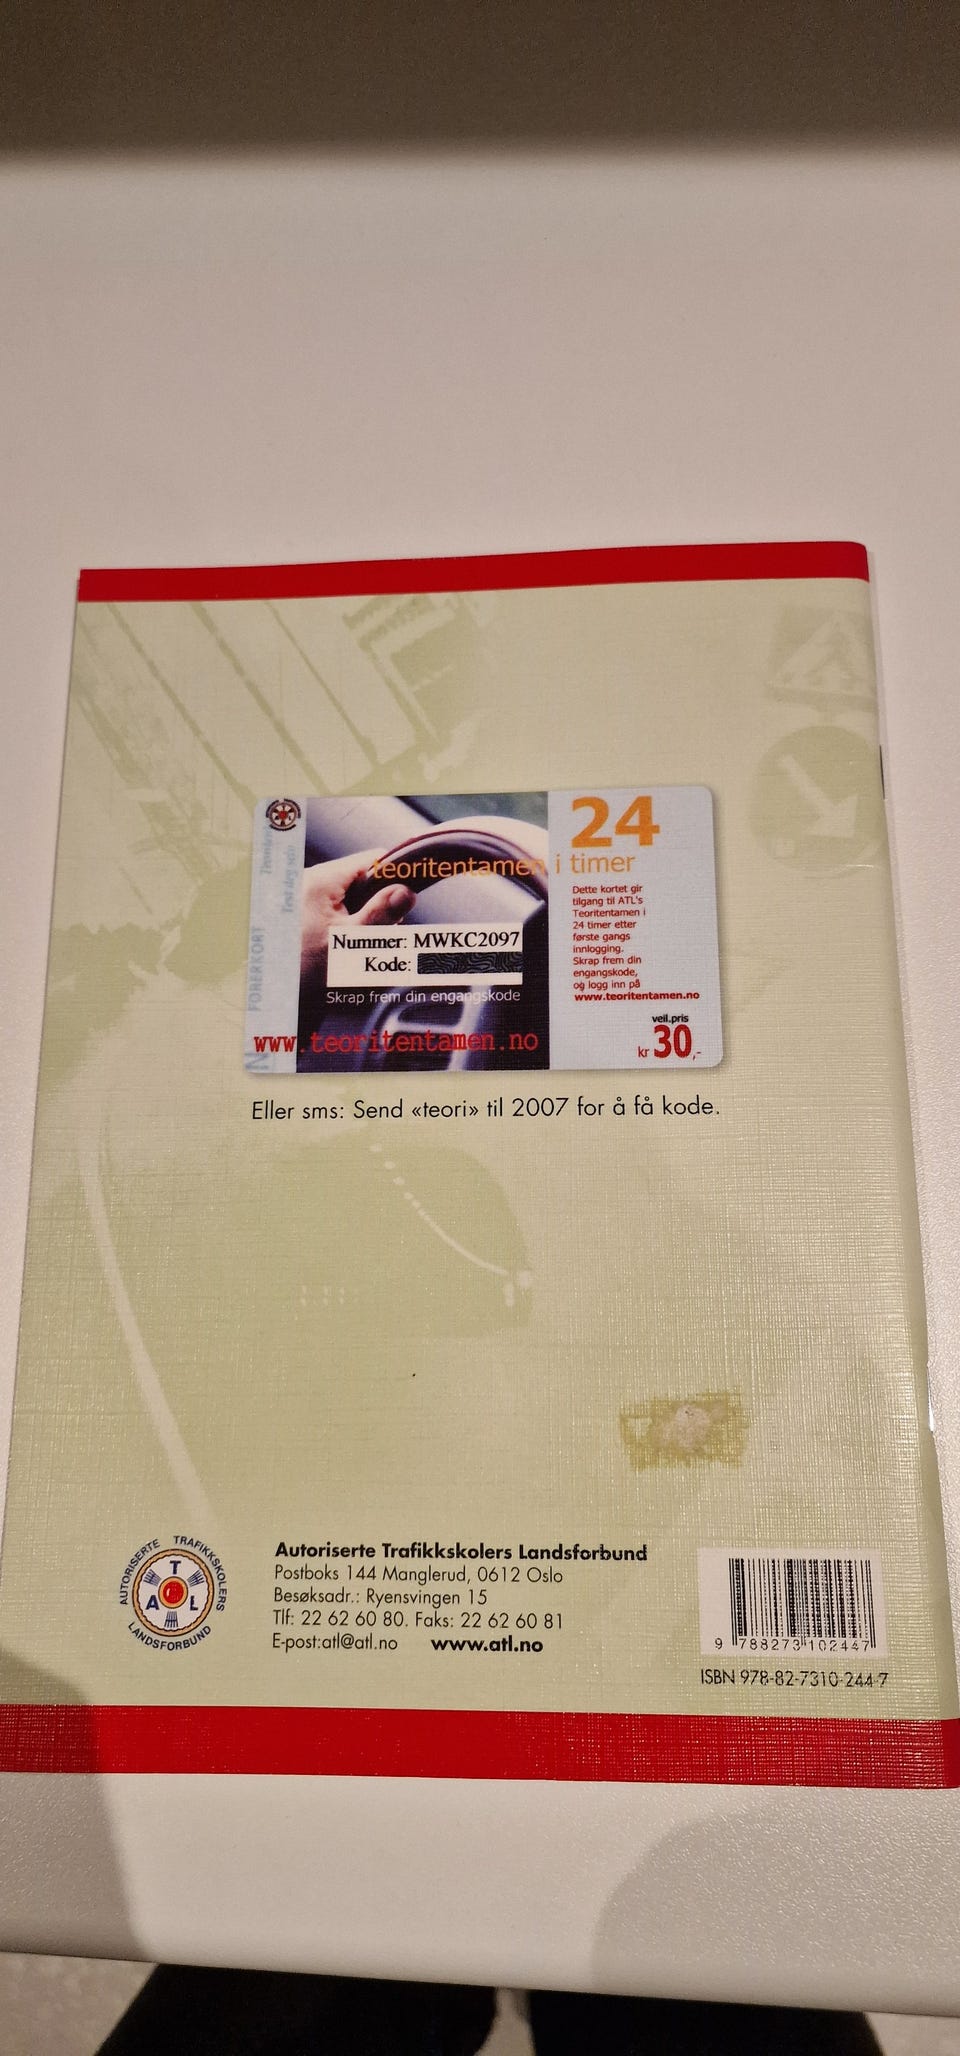 24
teoritentamen i timer
Dette kortet gir
tilgang til ATL's
Teoritentamen i
24 timer etter
første gangs
innlogging.
Skrap frem din
engangskode,
og logg inn på
www.teoritentamen.no
veil.pris
kr 30,-
FØRERKORT
Test deg selv
N
Nummer: MWKC2097
Kode:
Skrap frem din engangskode
www.teoritentamen.no
Eller sms: Send «teori» til 2007 for å få kode.
AUTORISERTE TRAFIKKSKOLERS
LANDSFORBUND
T
A L
Autoriserte Trafikkskolers Landsforbund
Postboks 144 Manglerud, 0612 Oslo
Besøksadr.: Ryensvingen 15
Tlf: 22 62 60 80. Faks: 22 62 60 81
E-post:atl@atl.no www.atl.no
9 788273 102447
ISBN 978-82-7310-244-7